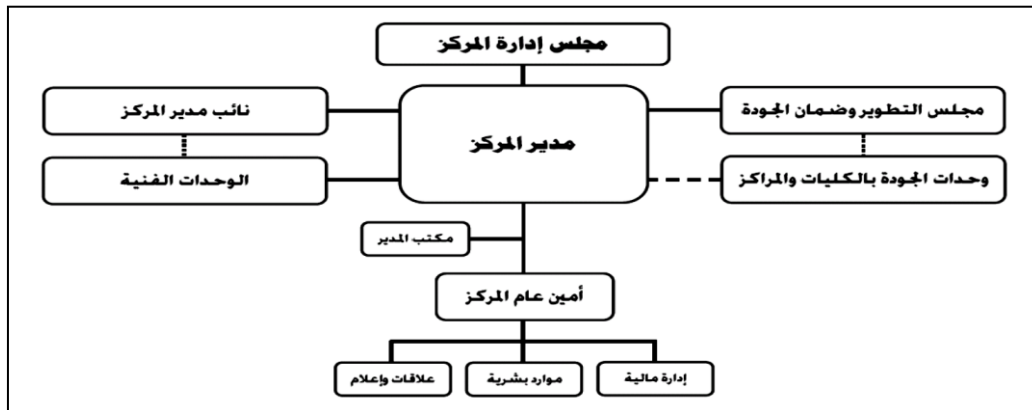 مجلس إدارة المركز
مجلس التطوير وضمان الجودة
نائب مدير المركز
مدير المركز
وحدات الجودة بالكليات والمراكز
الوحدات الفنية
مكتب المدير
أمين عام المركز
إدارة مالية
موارد بشرية
علاقات وإعلام